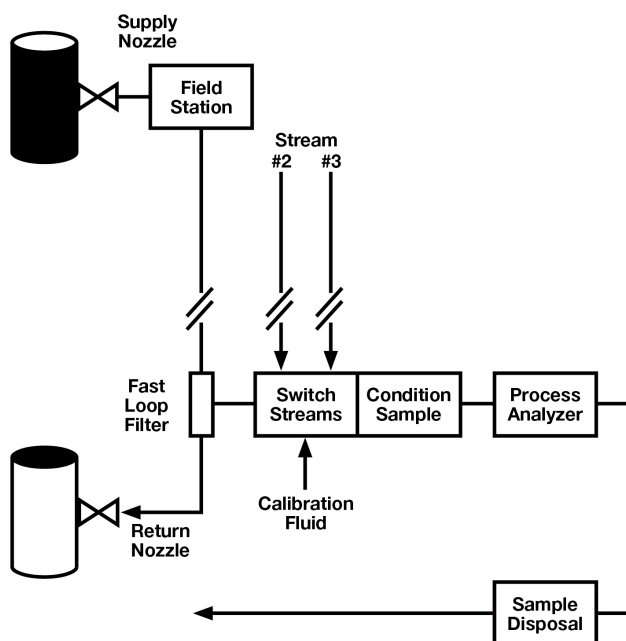 Supply
Nozzle
Field
Station
Stream
#2 #3
Fast
Loop
Filter
Switch
Streams
Condition
Sample
Process
Analyzer
Calibration
Fluid
Return
Nozzle
Sample
Disposal